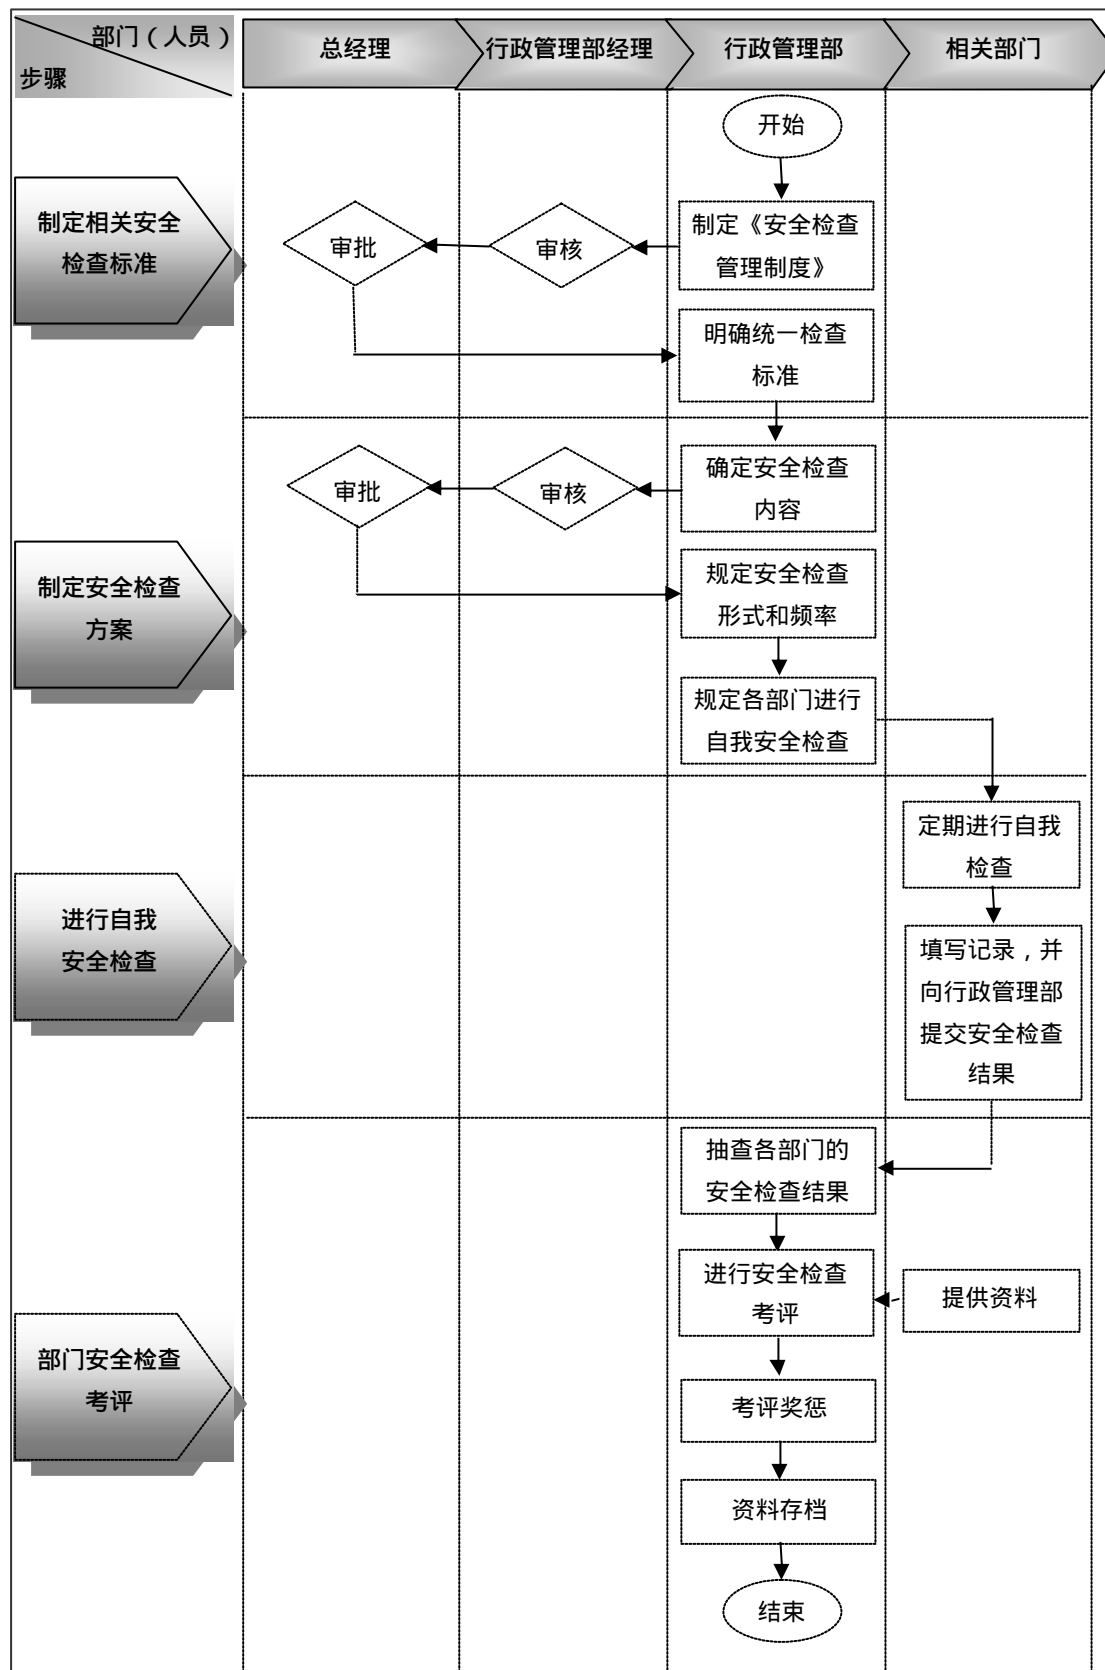 部门（人员）
步骤
总经理
行政管理部经理
行政管理部
相关部门
开始
制定相关安全
检查标准
审批
审核
制定《安全检查
管理制度》
明确统一检查
标准
审批
审核
确定安全检查
内容
制定安全检查
方案
规定安全检查
形式和频率
规定各部门进行
自我安全检查
定期进行自我
检查
进行自我
安全检查
填写记录，并
向行政管理部
提交安全检查
结果
抽查各部门的
安全检查结果
进行安全检查
考评
提供资料
部门安全检查
考评
考评奖惩
资料存档
结束